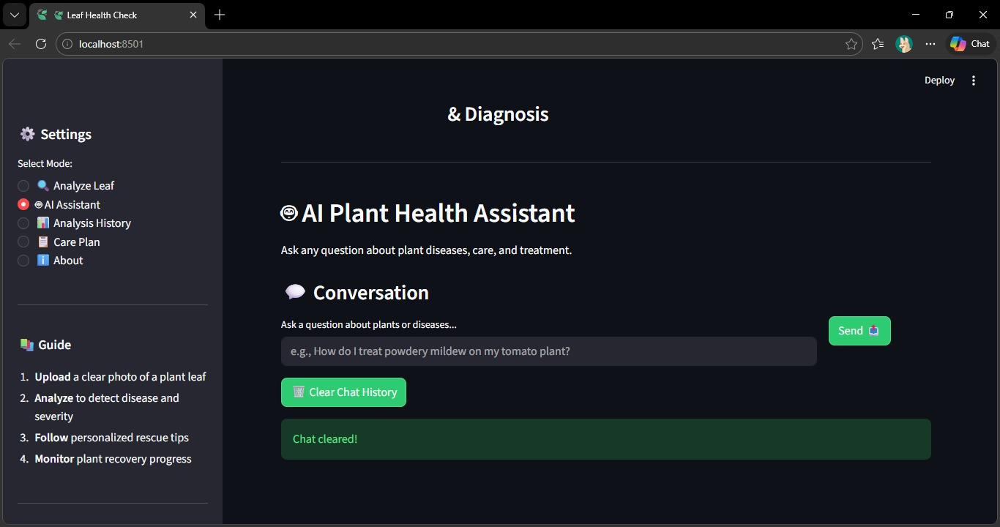 Leaf Health Check
localhost:8501
Chat
Deploy
Settings
Select Mode:
Analyze Leaf
AI Assistant
Analysis History
Care Plan
About
Guide
1. Upload a clear photo of a plant leaf
2. Analyze to detect disease and
severity
3. Follow personalized rescue tips
4. Monitor plant recovery progress
& Diagnosis
AI Plant Health Assistant
Ask any question about plant diseases, care, and treatment.
Conversation
Ask a question about plants or diseases...
e.g., How do I treat powdery mildew on my tomato plant?
Send
Clear Chat History
Chat cleared!